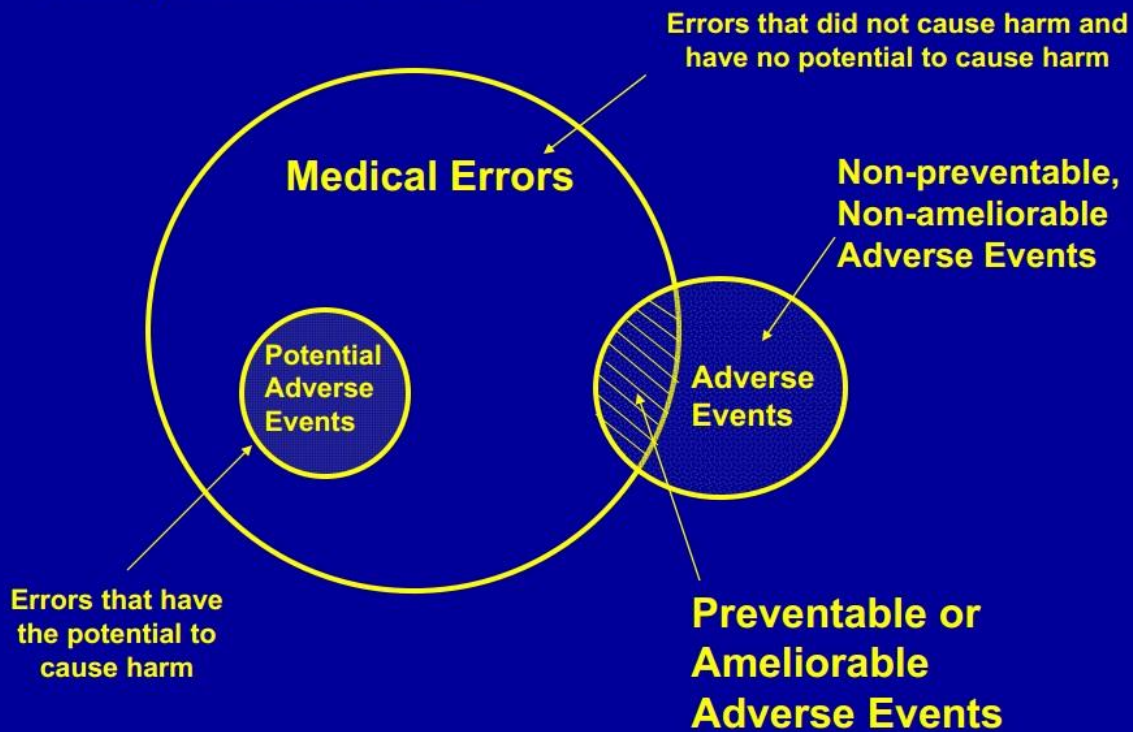 Errors that did not cause harm and
have no potential to cause harm
Medical Errors
Non-preventable,
Non-ameliorable
Adverse Events
Potential
Adverse
Events
Adverse
Events
Errors that have
the potential to
cause harm
Preventable or
Ameliorable
Adverse Events